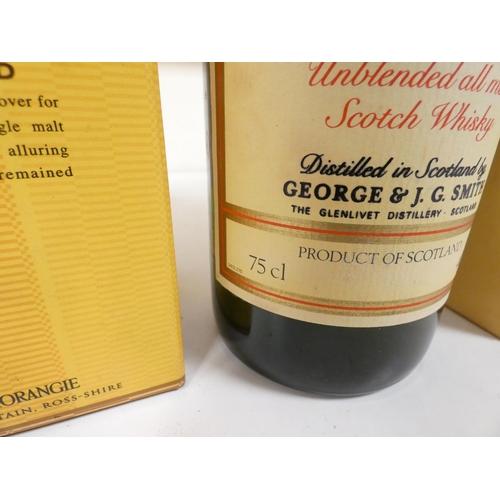 D
over for
gle malt
alluring
remained
ORANGIE
TAIN, ROSS-SHIRE
Unblended all m
Scotch Whisky
Distilled in Scotland by
GEORGE & J. G. SMITH
THE GLENLIVET DISTILLERY · SCOTLAND
PRODUCT OF SCOTLAND
75 cl